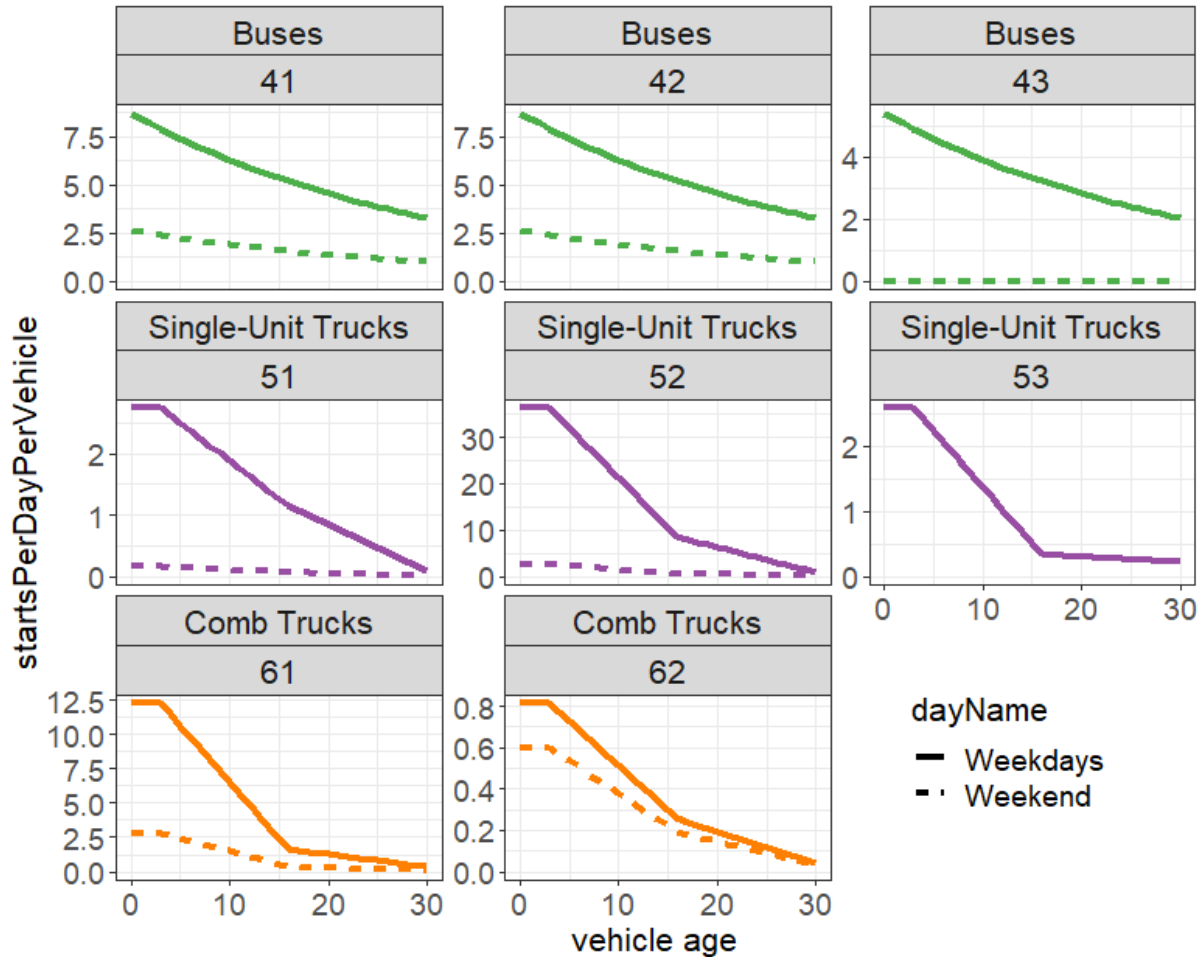 Buses Buses Buses
41 42 43
7.5 7.5 4
5.0 5.0 2
2.5 2.5
0.0 0.0 0
Single-Unit Trucks Single-Unit Trucks Single-Unit Trucks
51 52 53
2 30 2
1 20 1
10
0 0 0
0 10 20 30
Comb Trucks Comb Trucks
61 62
12.5 0.8
10.0 0.6
7.5 0.4
5.0 0.2
2.5
0.0 0.0
0 10 20 30 0 10 20 30
vehicle age
startsPerDayPerVehicle
dayName
Weekdays
Weekend